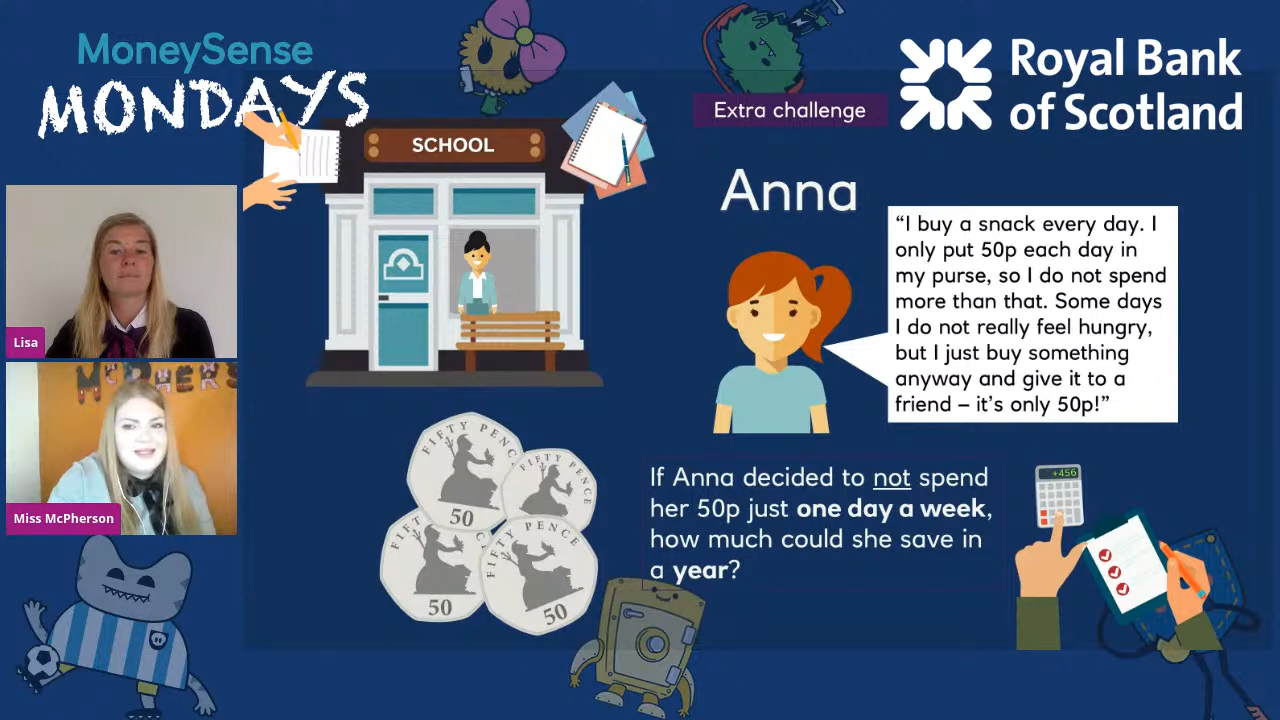 MoneySense
MONDAYS
Royal Bank
of Scotland
Extra challenge
SCHOOL
Anna
“I buy a snack every day. I
only put 50p each day in
my purse, so I do not spend
more than that. Some days
I do not really feel hungry,
but I just buy something
anyway and give it to a
friend – it’s only 50p!”
Lisa
McPHERS
Miss McPherson
FIFTY PENC
50
FIFTY PENCE
FIFT
50
FIFTY PENCE
50
If Anna decided to not spend
her 50p just one day a week,
how much could she save in
a year?
+456